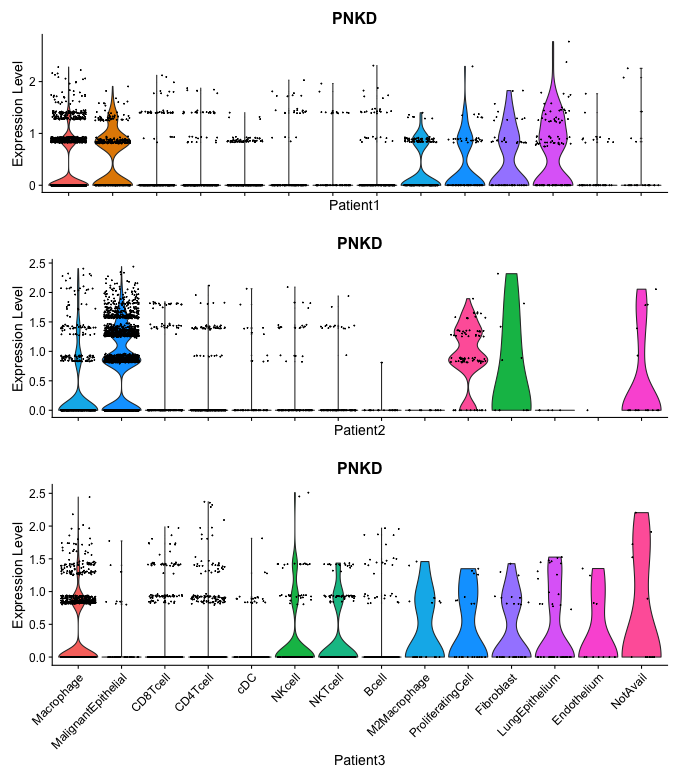 PNKD
Expression Level
2
1
0
Patient1
PNKD
Expression Level
2.5
2.0
1.5
1.0
0.5
0.0
Patient2
PNKD
Expression Level
2.5
2.0
1.5
1.0
0.5
0.0
Macrophage
MalignantEpithelial
CD8Tcell
CD4Tcell
cDC
NKcell
NKTcell
Bcell
M2Macrophage
ProliferatingCell
Fibroblast
LungEpithelium
Endothelium
NotAvail
Patient3